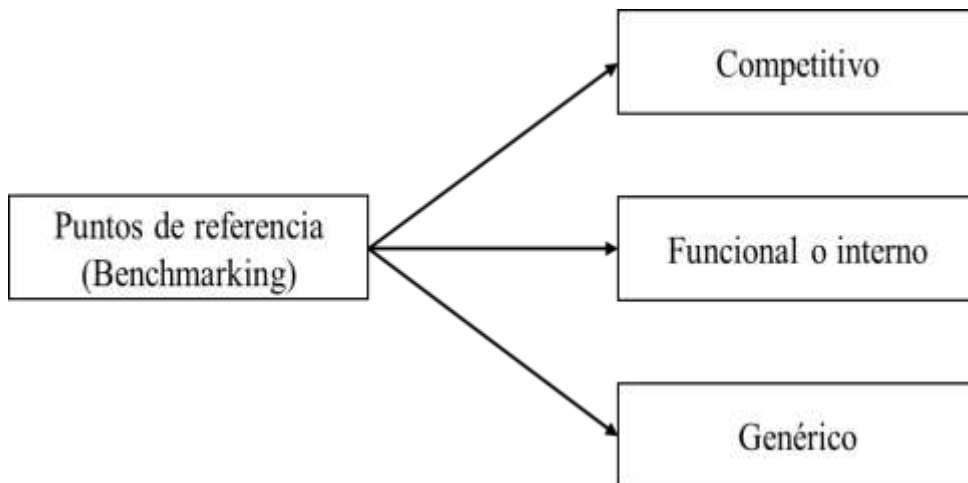 Competitivo
Puntos de referencia
(Benchmarking)
Funcional o interno
Genérico